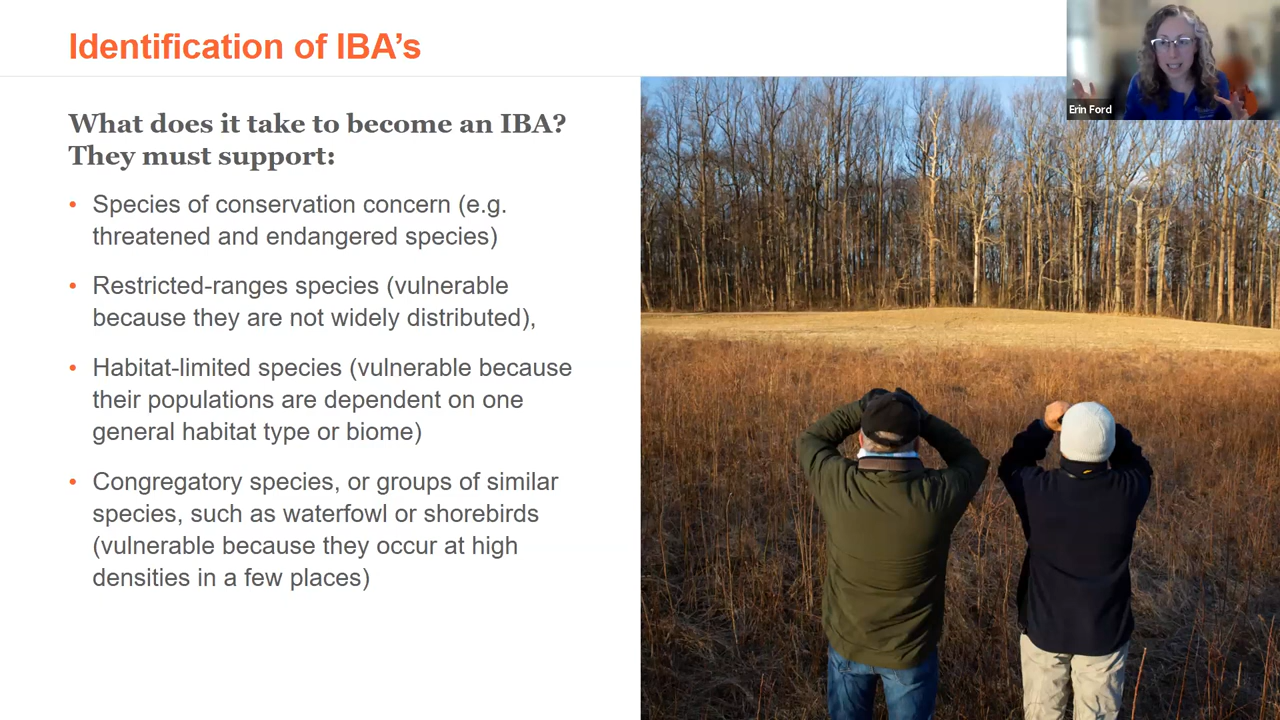 Identification of IBA’s
Erin Ford
What does it take to become an IBA?
They must support:
• Species of conservation concern (e.g.
threatened and endangered species)
• Restricted-ranges species (vulnerable
because they are not widely distributed),
• Habitat-limited species (vulnerable because
their populations are dependent on one
general habitat type or biome)
• Congregatory species, or groups of similar
species, such as waterfowl or shorebirds
(vulnerable because they occur at high
densities in a few places)